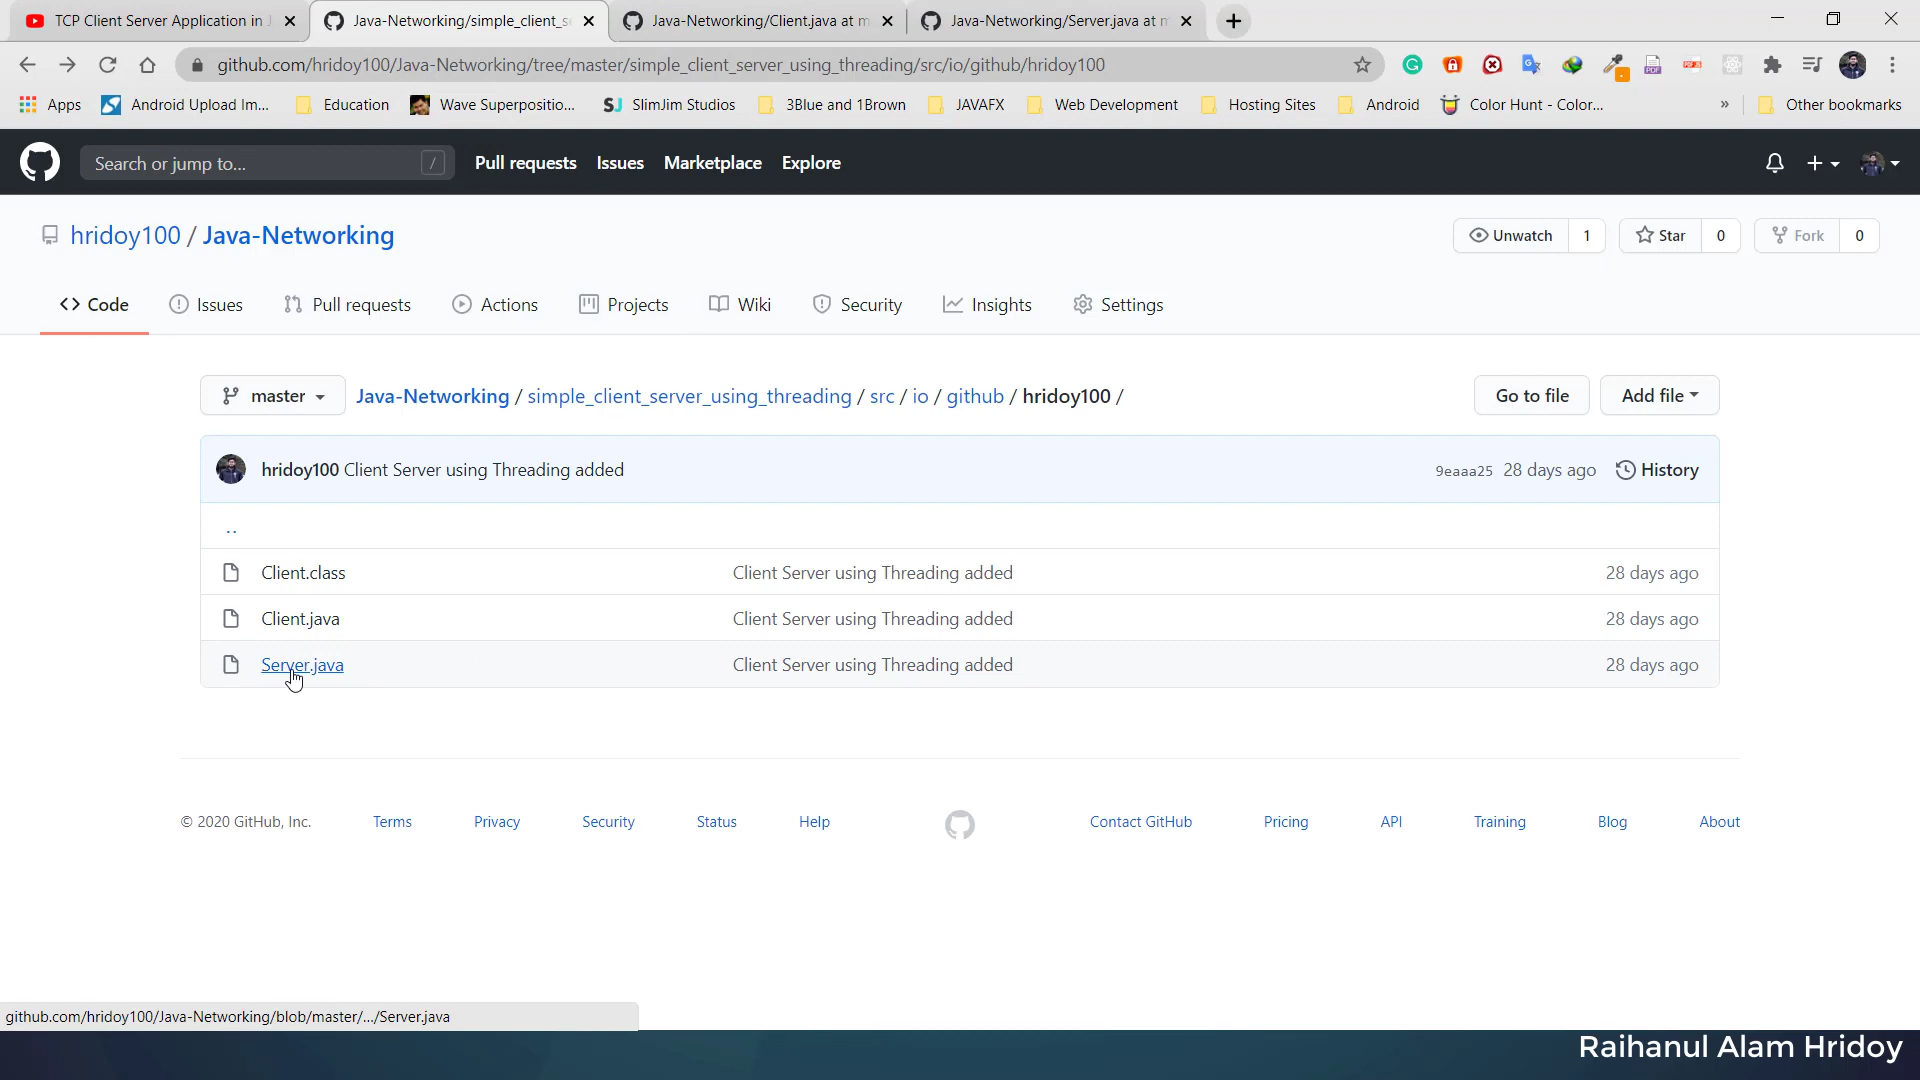 TCP Client Server Application in J
Java-Networking/simple_client_se
Java-Networking/Client.java at m
Java-Networking/Server.java at m
github.com/hridoy100/Java-Networking/tree/master/simple_client_server_using_threading/src/io/github/hridoy100
Apps Android Upload Im... Education Wave Superpositio... SlimJim Studios 3Blue and 1Brown JAVAFX Web Development Hosting Sites Android Color Hunt - Color... » Other bookmarks
Search or jump to... / Pull requests Issues Marketplace Explore
hridoy100 / Java-Networking Unwatch 1 Star 0 Fork 0
Code Issues Pull requests Actions Projects Wiki Security Insights Settings
master Java-Networking / simple_client_server_using_threading / src / io / github / hridoy100 / Go to file Add file
hridoy100 Client Server using Threading added 9eaaa25 28 days ago History
..
Client.class Client Server using Threading added 28 days ago
Client.java Client Server using Threading added 28 days ago
Server.java Client Server using Threading added 28 days ago
© 2020 GitHub, Inc. Terms Privacy Security Status Help Contact GitHub Pricing API Training Blog About
github.com/hridoy100/Java-Networking/blob/master/.../Server.java
Raihanul Alam Hridoy